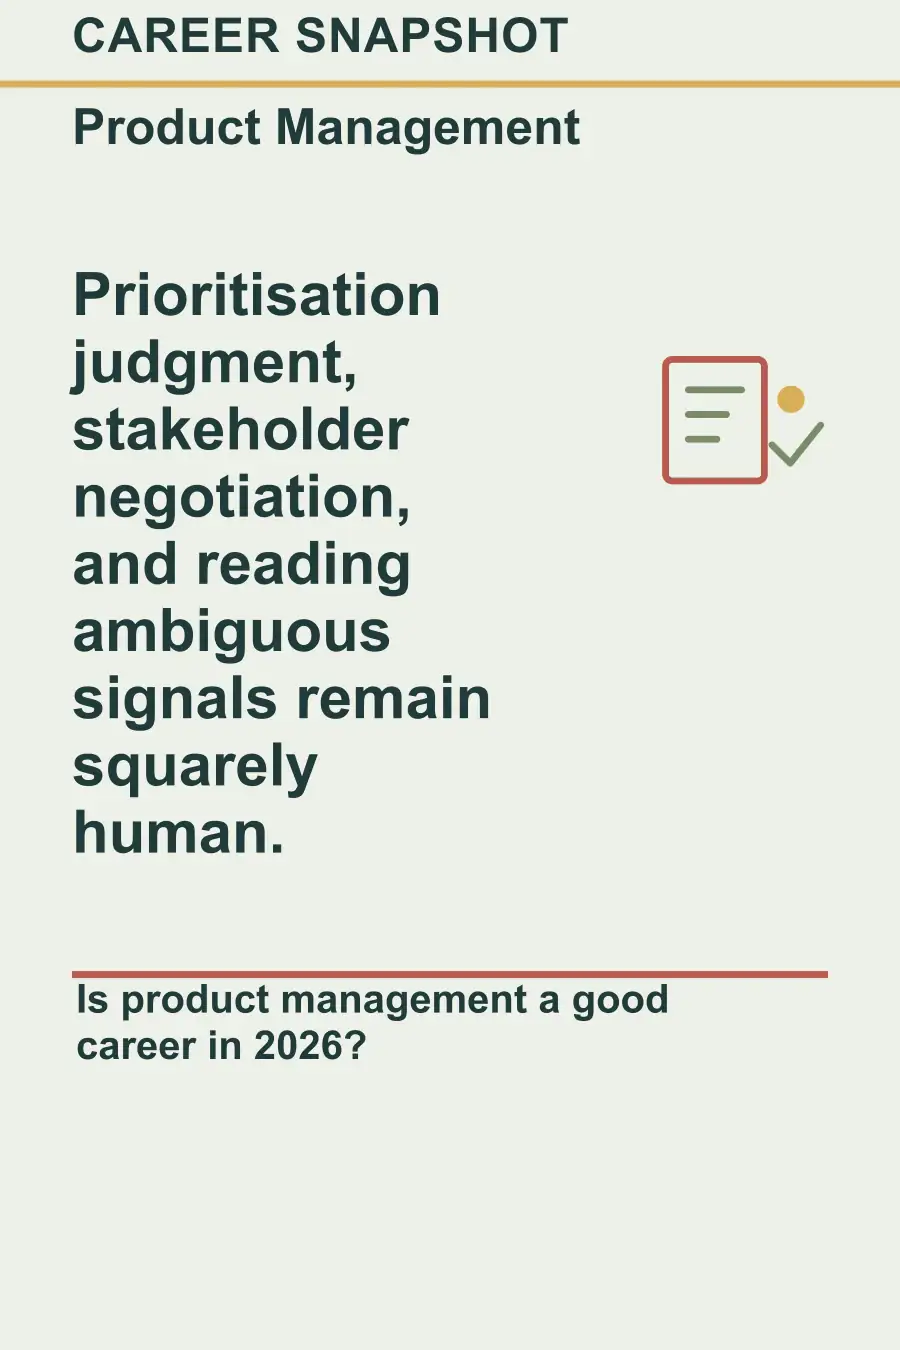 CAREER SNAPSHOT
Product Management
Prioritisation
judgment,
stakeholder
negotiation,
and reading
ambiguous
signals remain
squarely
human.
Is product management a good
career in 2026?